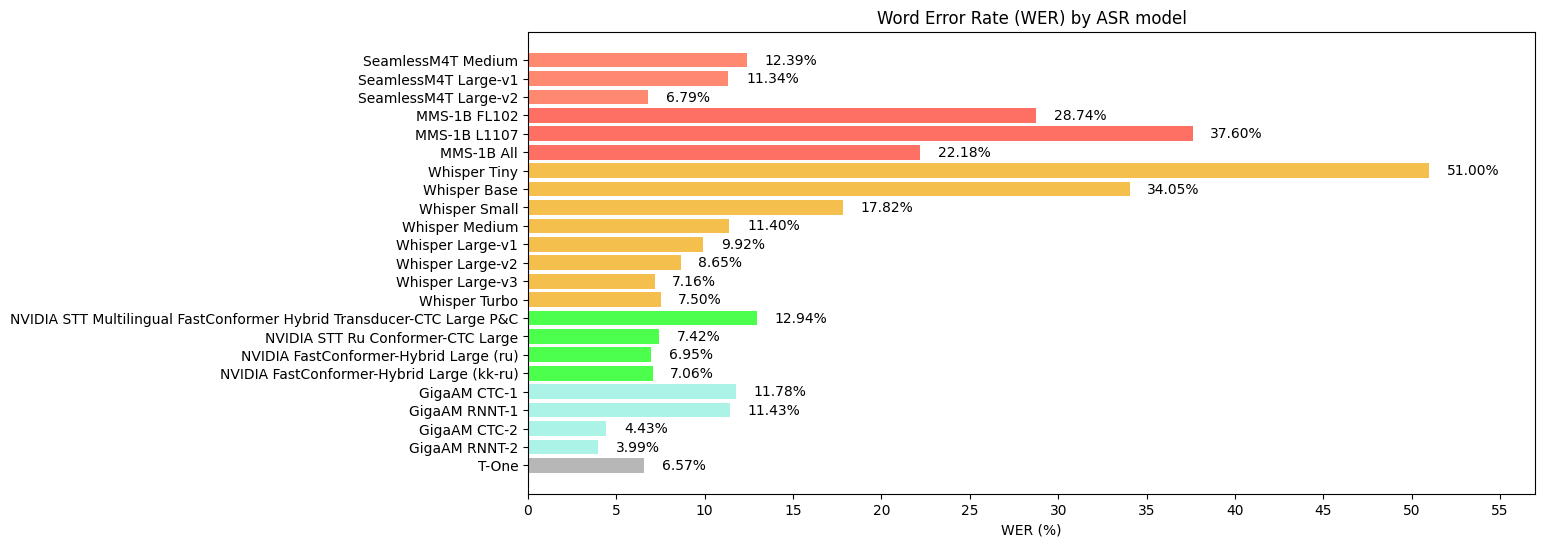 Word Error Rate (WER) by ASR model
SeamlessM4T Medium 12.39%
SeamlessM4T Large-v1 11.34%
SeamlessM4T Large-v2 6.79%
MMS-1B FL102 28.74%
MMS-1B L1107 37.60%
MMS-1B All 22.18%
Whisper Tiny 51.00%
Whisper Base 34.05%
Whisper Small 17.82%
Whisper Medium 11.40%
Whisper Large-v1 9.92%
Whisper Large-v2 8.65%
Whisper Large-v3 7.16%
Whisper Turbo 7.50%
NVIDIA STT Multilingual FastConformer Hybrid Transducer-CTC Large P&C 12.94%
NVIDIA STT Ru Conformer-CTC Large 7.42%
NVIDIA FastConformer-Hybrid Large (ru) 6.95%
NVIDIA FastConformer-Hybrid Large (kk-ru) 7.06%
GigaAM CTC-1 11.78%
GigaAM RNNT-1 11.43%
GigaAM CTC-2 4.43%
GigaAM RNNT-2 3.99%
T-One 6.57%
0 5 10 15 20 25 30 35 40 45 50 55
WER (%)